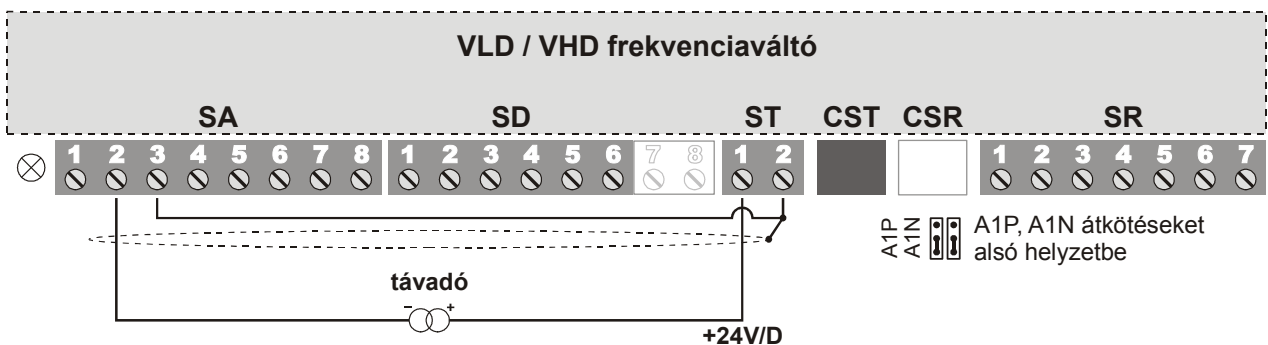 VLD / VHD frekvenciaváltó
SA SD ST CST CSR SR
1 2 3 4 5 6 7 8 1 2 3 4 5 6 7 8 1 2 1 2 3 4 5 6 7
A1P
A1N
A1P, A1N átkötéseket
alsó helyzetbe
távadó
- +
+24V/D